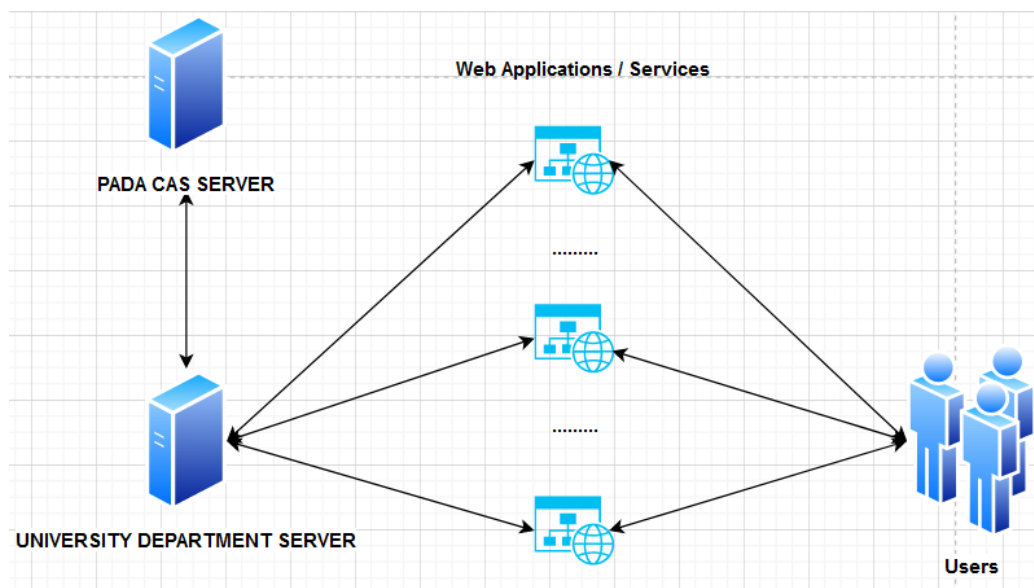 Web Applications / Services
PADA CAS SERVER
.........
.........
UNIVERSITY DEPARTMENT SERVER
Users